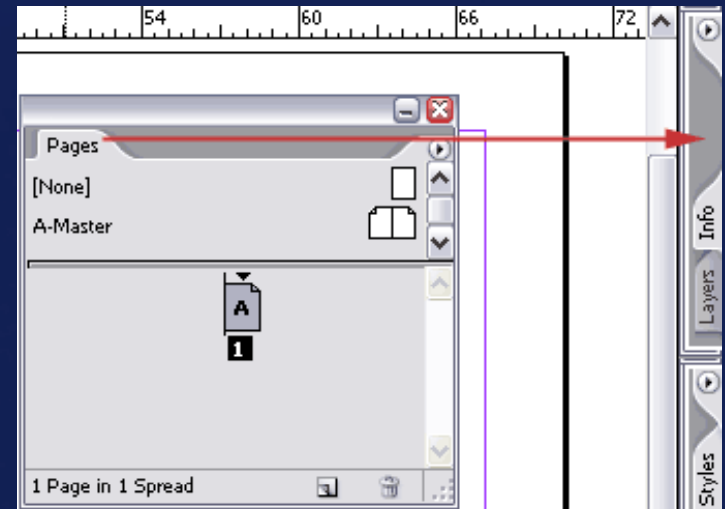 54 60 66 72
Pages
[None]
A-Master
A
1
1 Page in 1 Spread
Info
Layers
Styles